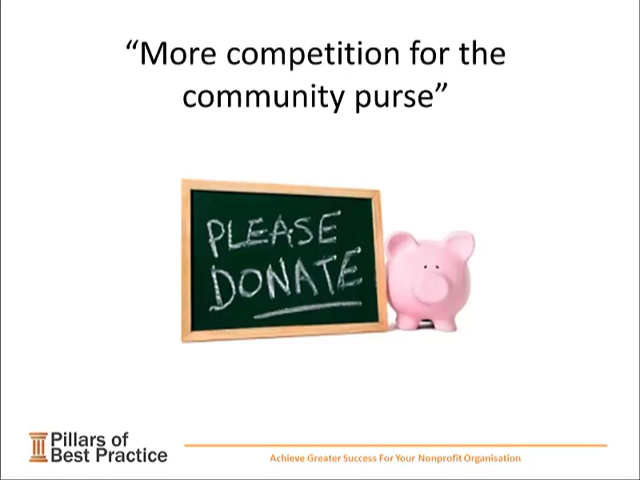 “More competition for the
community purse”
PLEASE
DONATE
Pillars of
Best Practice
Achieve Greater Success For Your Nonprofit Organisation